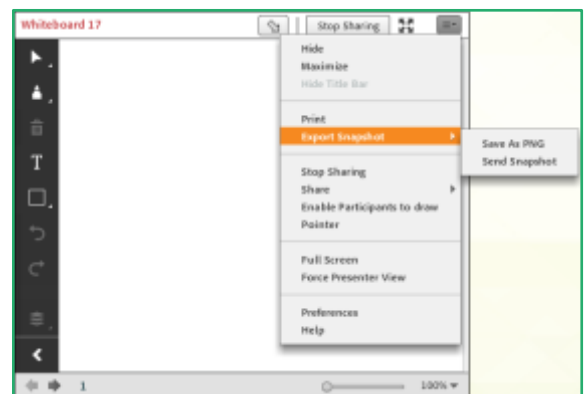 Whiteboard 17
Stop Sharing
Hide
Maximize
Hide Title Bar
Print
Export Snapshot
Save As PNG
Send Snapshot
Stop Sharing
Share
Enable Participants to draw
Pointer
Full Screen
Force Presenter View
Preferences
Help
T
1
100%